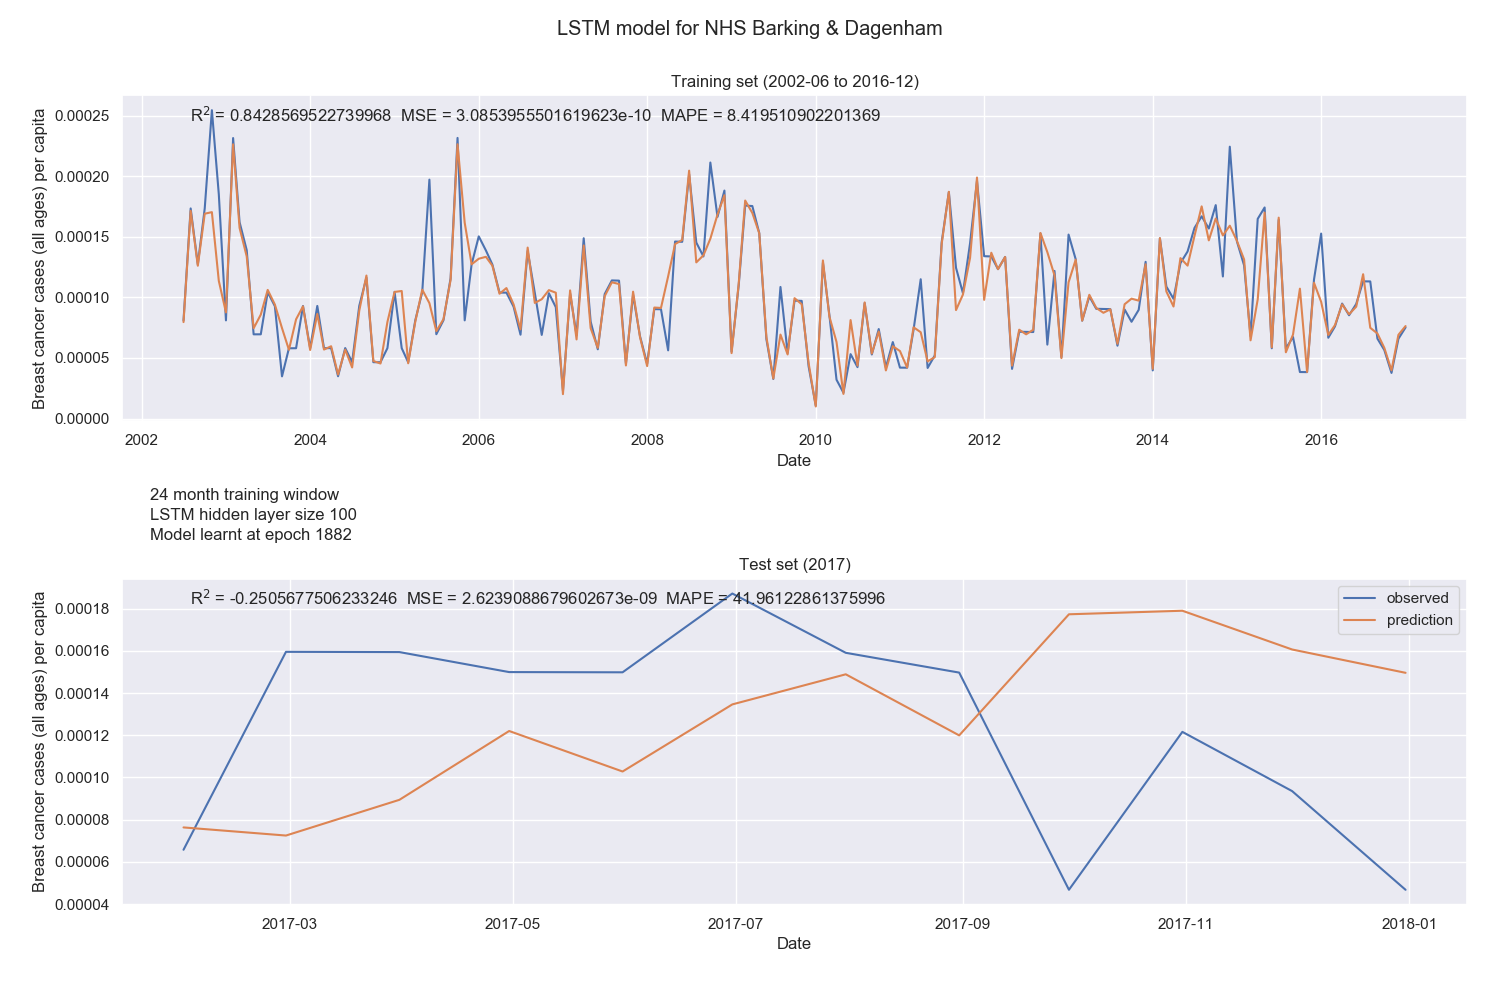 LSTM model for NHS Barking & Dagenham
Training set (2002-06 to 2016-12)
R² = 0.8428569522739968 MSE = 3.0853955501619623e-10 MAPE = 8.419510902201369
Breast cancer cases (all ages) per capita
0.00025
0.00020
0.00015
0.00010
0.00005
0.00000
2002 2004 2006 2008 2010 2012 2014 2016
Date
24 month training window
LSTM hidden layer size 100
Model learnt at epoch 1882
Test set (2017)
R² = -0.2505677506233246 MSE = 2.6239088679602673e-09 MAPE = 41.96122861375996
observed
prediction
Breast cancer cases (all ages) per capita
0.00018
0.00016
0.00014
0.00012
0.00010
0.00008
0.00006
0.00004
2017-03 2017-05 2017-07 2017-09 2017-11 2018-01
Date